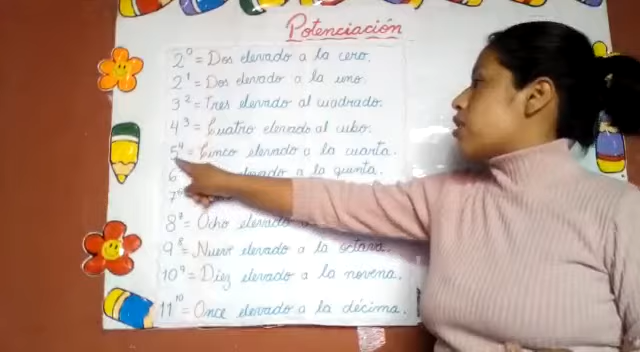 Potenciación
2⁰ = Dos elevado a la cero.
2¹ = Dos elevado a la uno.
3² = Tres elevado al cuadrado.
4³ = Cuatro elevado al cubo.
5⁴ = Cinco elevado a la cuarta.
6 elevado a la quinta.
7⁶
8⁷ = Ocho elevado a
9⁸ = Nueve elevado a la octava.
10⁹ = Diez elevado a la novena.
11¹⁰ = Once elevado a la décima.